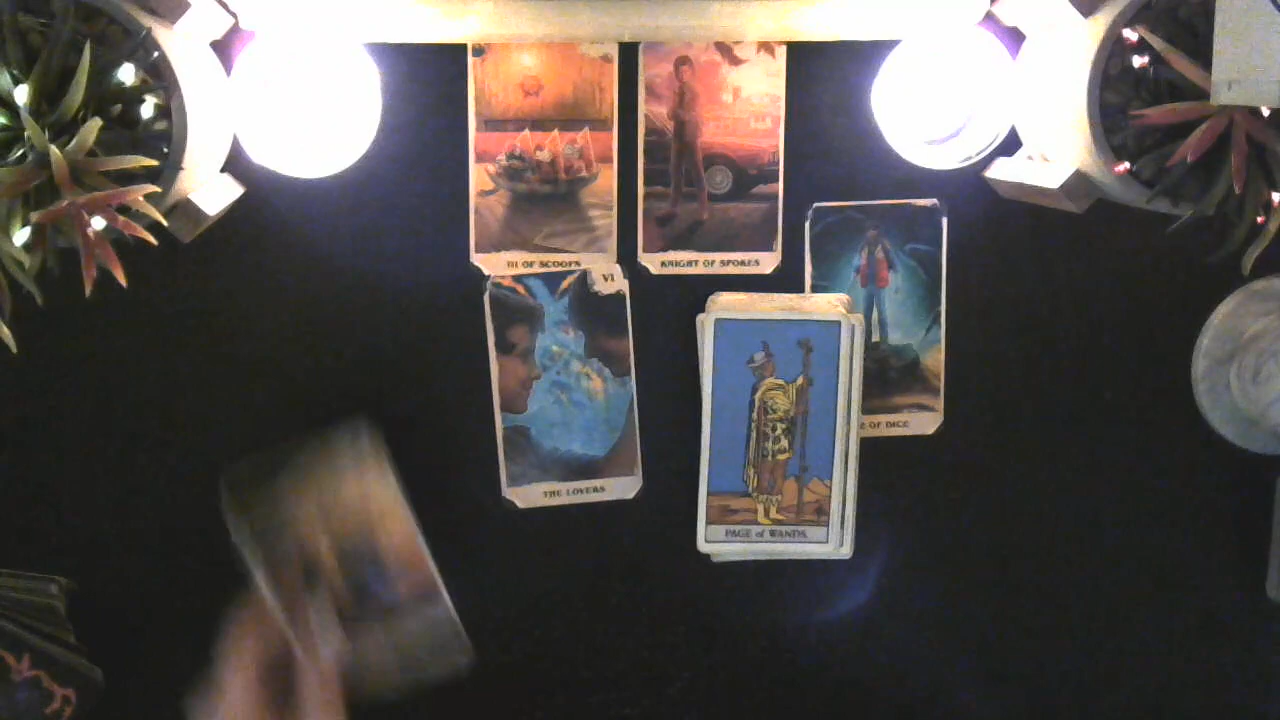 III OF SCOOPS
KNIGHT OF SPOKES
VI
THE LOVERS
OF DICE
PAGE of WANDS.